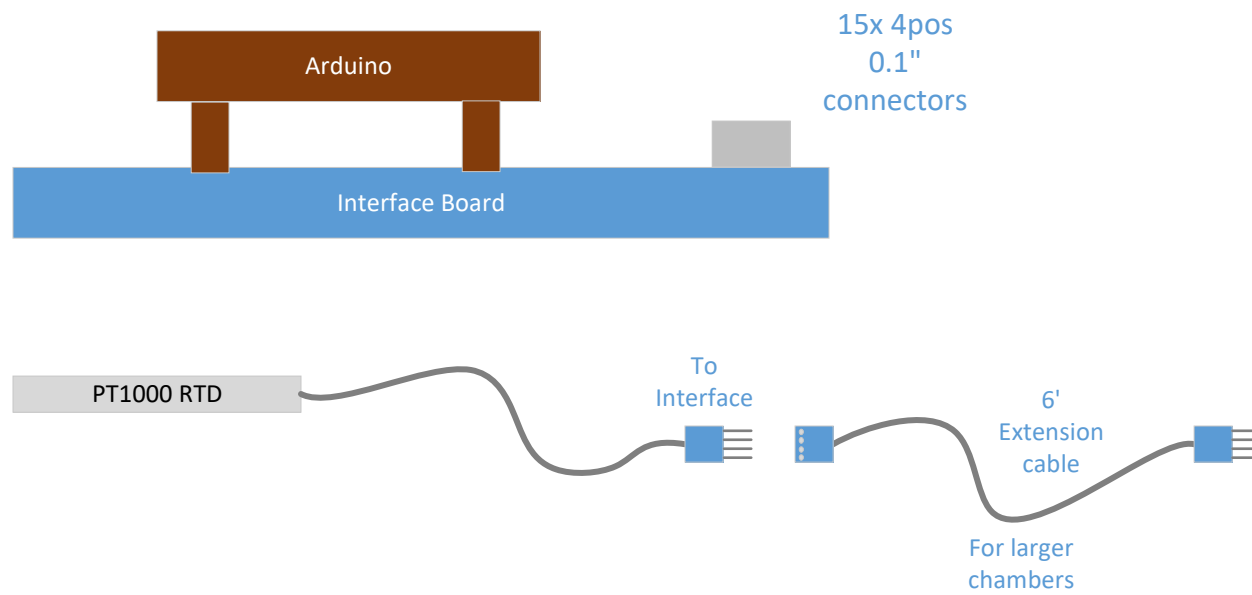 15x 4pos
0.1"
connectors
Arduino
Interface Board
PT1000 RTD
To
Interface
6'
Extension
cable
For larger
chambers